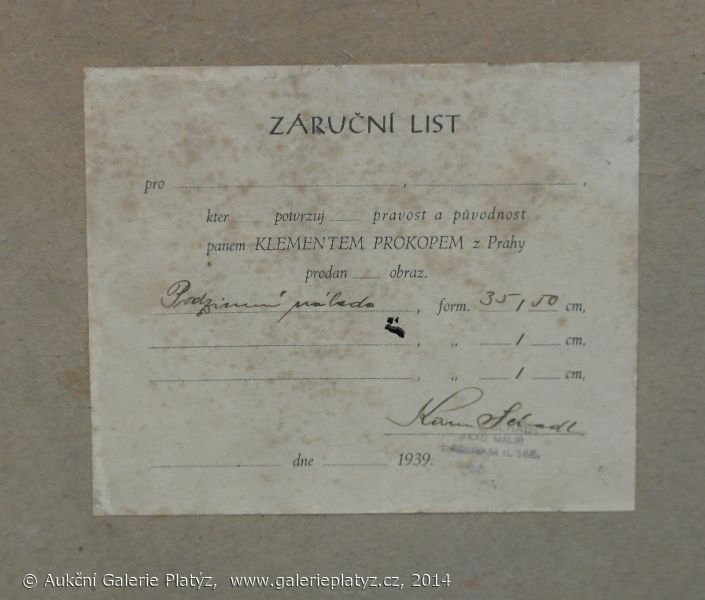 ZÁRUČNÍ LIST
pro ........ , ........ ,
kter ...... potvrzuj ...... pravost a původnost
panem KLEMENTEM PROKOPEM z Prahy
prodan ...... obraz.
Podzimní nálada , form. 35 / 50 cm,
........ , „ ...... / ...... cm,
........ , „ ...... / ...... cm,
AKAD. MALÍŘ
........ dne ........ 1939.
© Aukční Galerie Platýz, www.galerieplatyz.cz, 2014